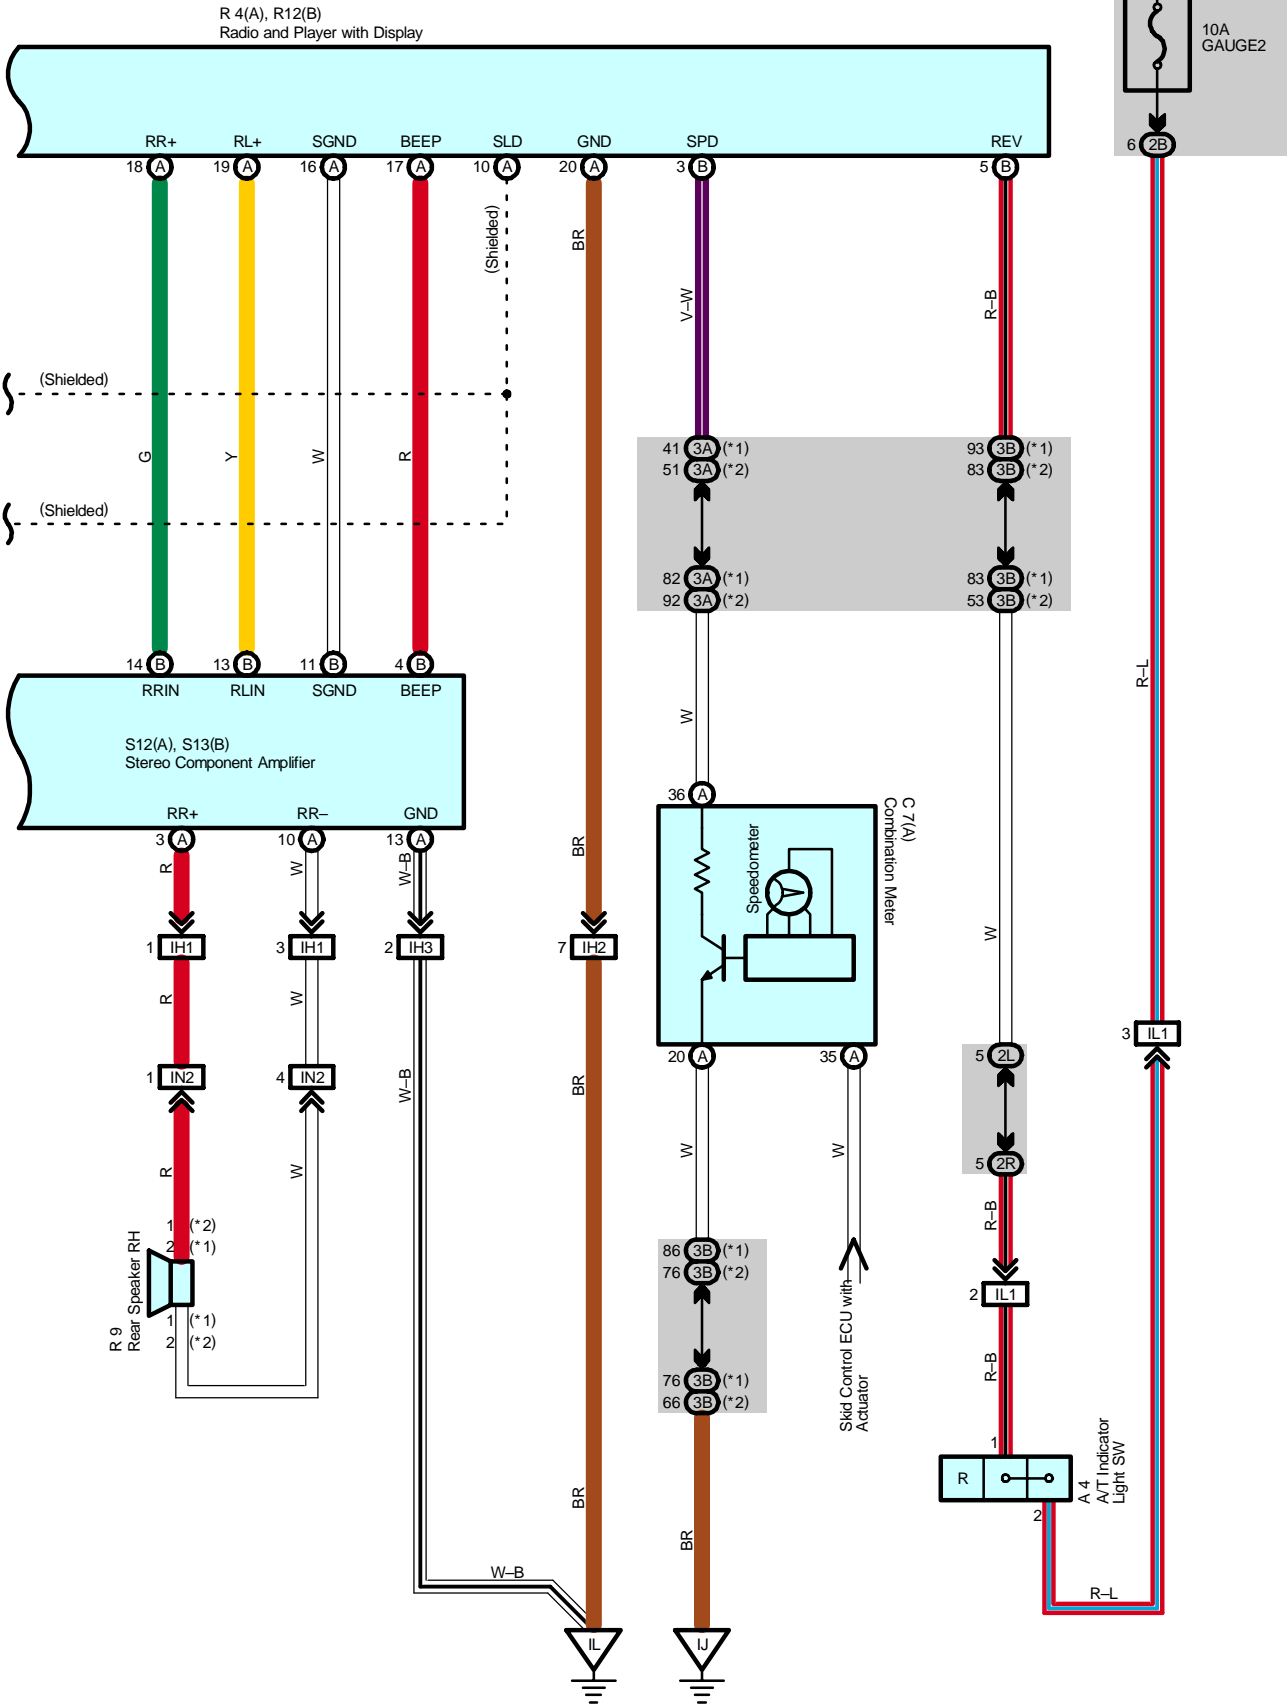 R 4(A), R12(B)
Radio and Player with Display
10A
GAUGE2
6 2B
RR+ RL+ SGND BEEP SLD GND SPD REV
18 A 19 A 16 A 17 A 10 A 20 A 3 B 5 B
(Shielded)
BR
V–W
R–B
(Shielded)
G
Y
W
R
(Shielded)
41 3A (*1)
51 3A (*2)
93 3B (*1)
83 3B (*2)
82 3A (*1)
92 3A (*2)
83 3B (*1)
53 3B (*2)
R–L
14 B 13 B 11 B 4 B
RRIN RLIN SGND BEEP
W
S12(A), S13(B)
Stereo Component Amplifier
RR+ RR– GND
3 A 10 A 13 A
36 A
C 7(A)
Combination Meter
Speedometer
R
W
W–B
BR
W
1 IH1
3 IH1
2 IH3
7 IH2
R
W
3 IL1
20 A
35 A
5 2L
1 IN2
4 IN2
W–B
BR
W
W
5 2R
R
W
R–B
1 (*2)
2 (*1)
R 9
Rear Speaker RH
1 (*1)
2 (*2)
86 3B (*1)
76 3B (*2)
2 IL1
Skid Control ECU with
Actuator
76 3B (*1)
66 3B (*2)
R–B
1
R
2
A 4
A/T Indicator
Light SW
BR
BR
W–B
R–L
IL
IJ